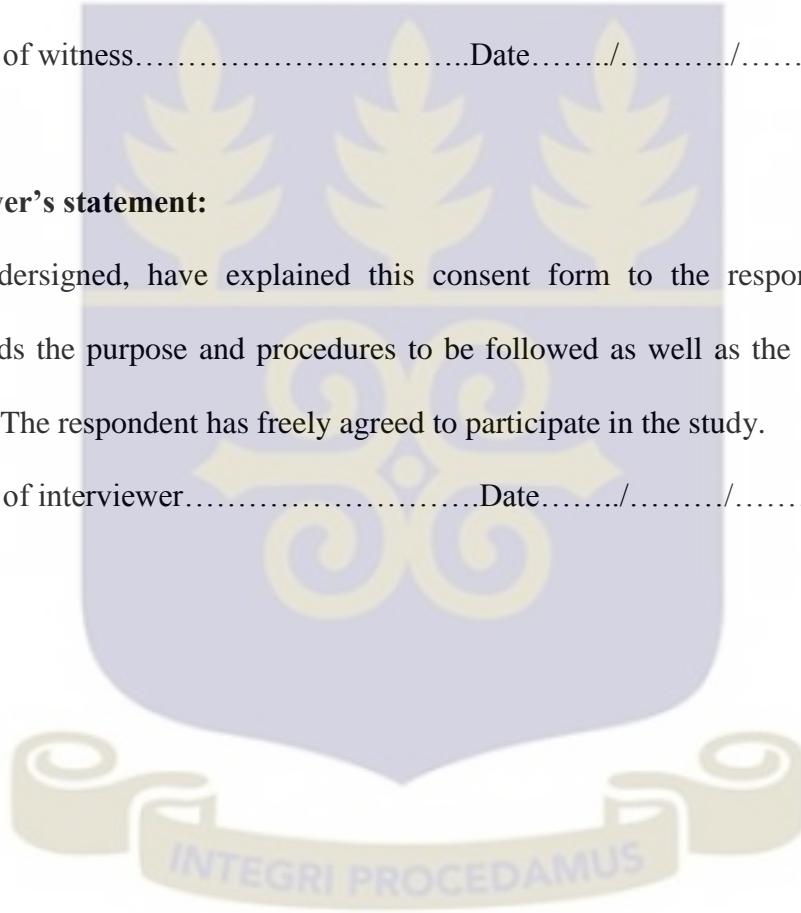 of witness…………………………..Date……../………../……
wer’s statement:
dersigned, have explained this consent form to the respon
ds the purpose and procedures to be followed as well as the
The respondent has freely agreed to participate in the study.
of interviewer……………………….Date……../………/……
INTEGRI PROCEDAMUS